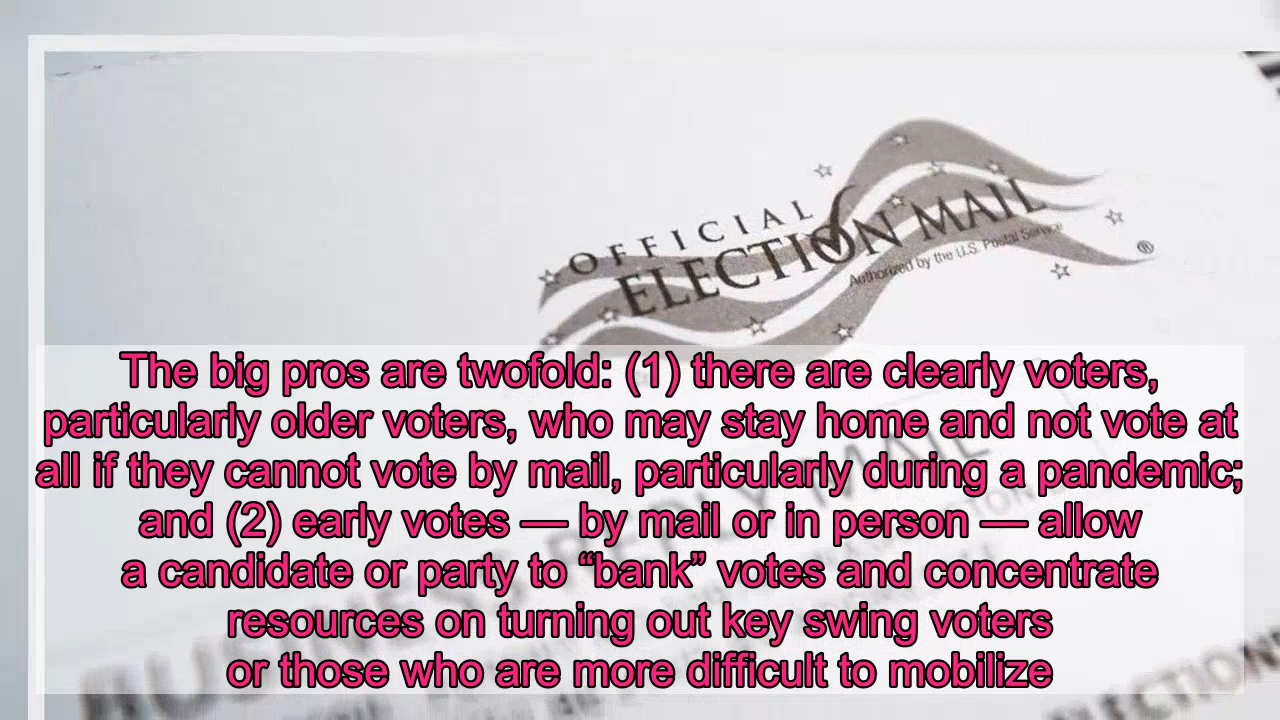 OFFICIAL
ELECTION MAIL
Authorized by the U.S. Postal Service
®
The big pros are twofold: (1) there are clearly voters,
particularly older voters, who may stay home and not vote at
all if they cannot vote by mail, particularly during a pandemic;
and (2) early votes — by mail or in person — allow
a candidate or party to “bank” votes and concentrate
resources on turning out key swing voters
or those who are more difficult to mobilize
BUSINESS REPLY MAIL